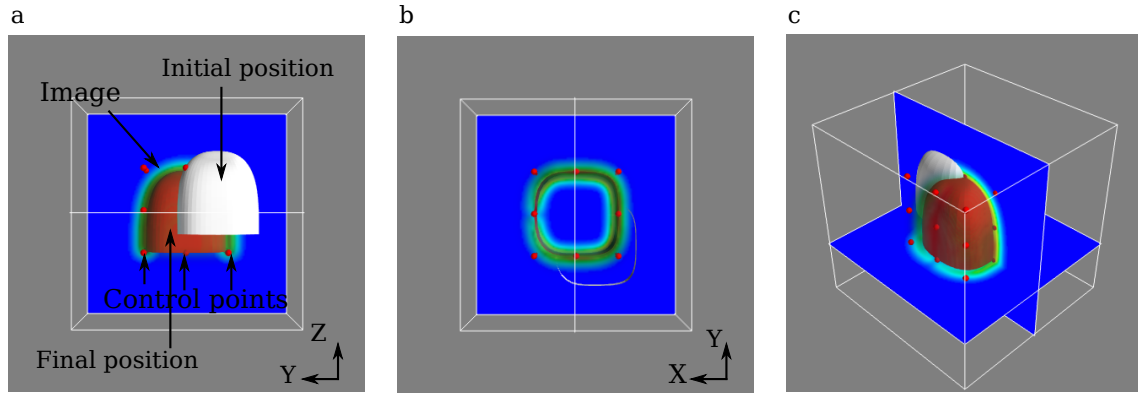 a
b
c
Initial position
Image
Control points
Final position
Z
Y
Y
X